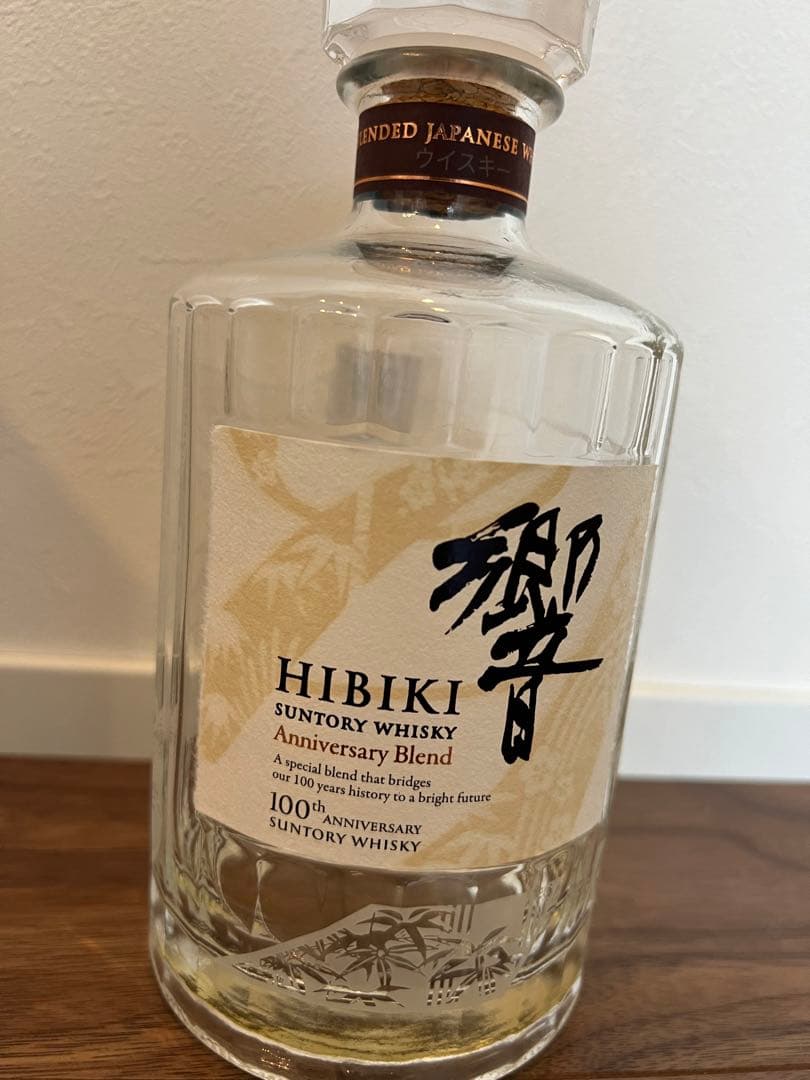 BLENDED JAPANESE
ウイスキー
響
HIBIKI
SUNTORY WHISKY
Anniversary Blend
A special blend that bridges
our 100 years history to a bright future
100th ANNIVERSARY
SUNTORY WHISKY